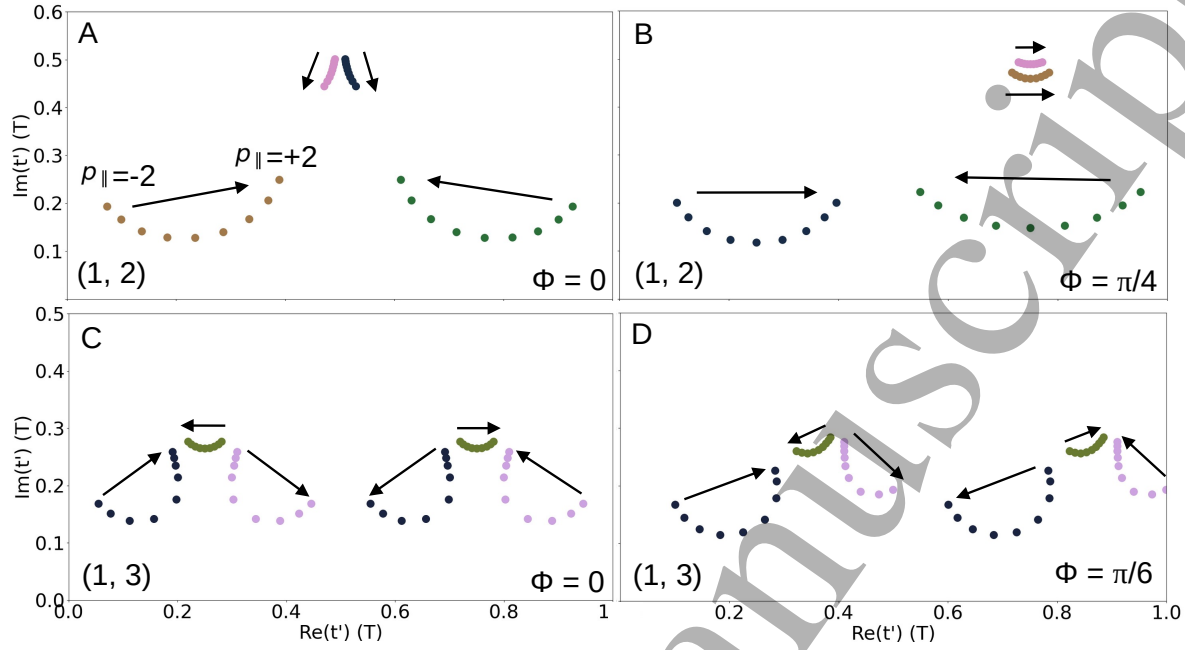 A
B
0.6
0.5
0.4
0.3
0.2
0.1
Im(t') (T)
p∥=-2
p∥=+2
(1, 2)
Φ = 0
(1, 2)
Φ = π/4
C
D
0.5
0.4
0.3
0.2
0.1
0.0
Im(t') (T)
(1, 3)
Φ = 0
(1, 3)
Φ = π/6
0.0 0.2 0.4 0.6 0.8 1
0.2 0.4 0.6 0.8 1.0
Re(t') (T)
Re(t') (T)
anuscrip